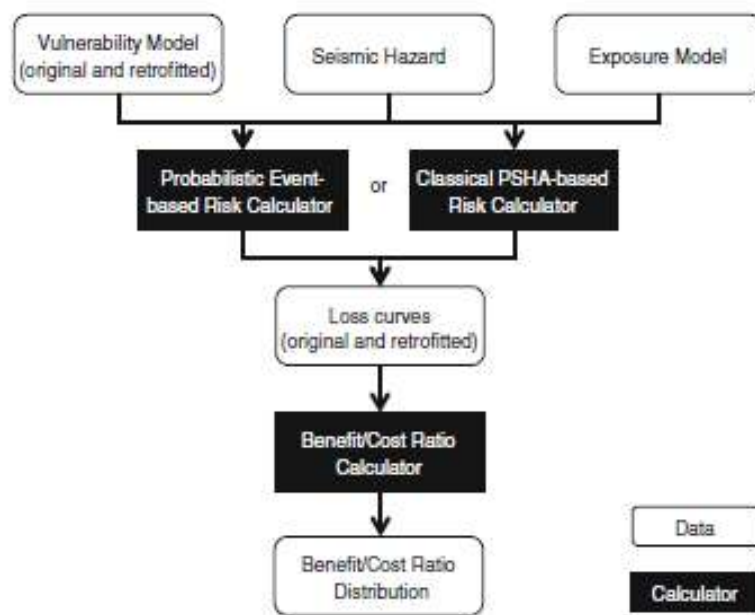 Vulnerability Model
(original and retrofitted)
Seismic Hazard
Exposure Model
Probabilistic Event-
based Risk Calculator
or
Classical PSHA-based
Risk Calculator
Loss curves
(original and retrofitted)
Benefit/Cost Ratio
Calculator
Benefit/Cost Ratio
Distribution
Data
Calculator